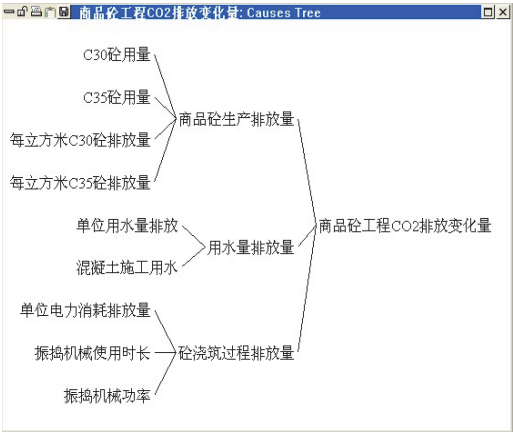 商品砼工程CO2排放变化量: Causes Tree
C30砼用量
C35砼用量
商品砼生产排放量
每立方米C30砼排放量
每立方米C35砼排放量
单位用水量排放
商品砼工程CO2排放变化量
用水量排放量
混凝土施工用水
单位电力消耗排放量
振捣机械使用时长
砼浇筑过程排放量
振捣机械功率